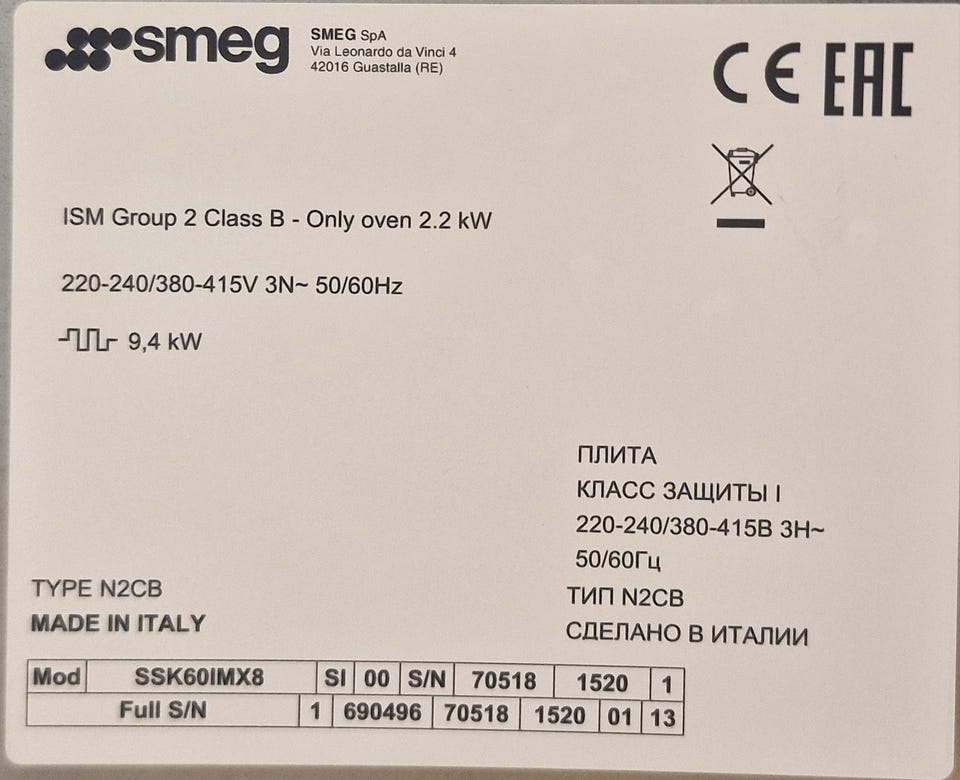 smeg
SMEG SpA
Via Leonardo da Vinci 4
42016 Guastalla (RE)
CE EAC
ISM Group 2 Class B - Only oven 2.2 kW
220-240/380-415V 3N~ 50/60Hz
9,4 kW
ПЛИТА
КЛАСС ЗАЩИТЫ I
220-240/380-415В 3Н~
50/60Гц
TYPE N2CB
ТИП N2CB
MADE IN ITALY
СДЕЛАНО В ИТАЛИИ
Mod SSK60IMX8 SI 00 S/N 70518 1520 1
Full S/N 1 690496 70518 1520 01 13